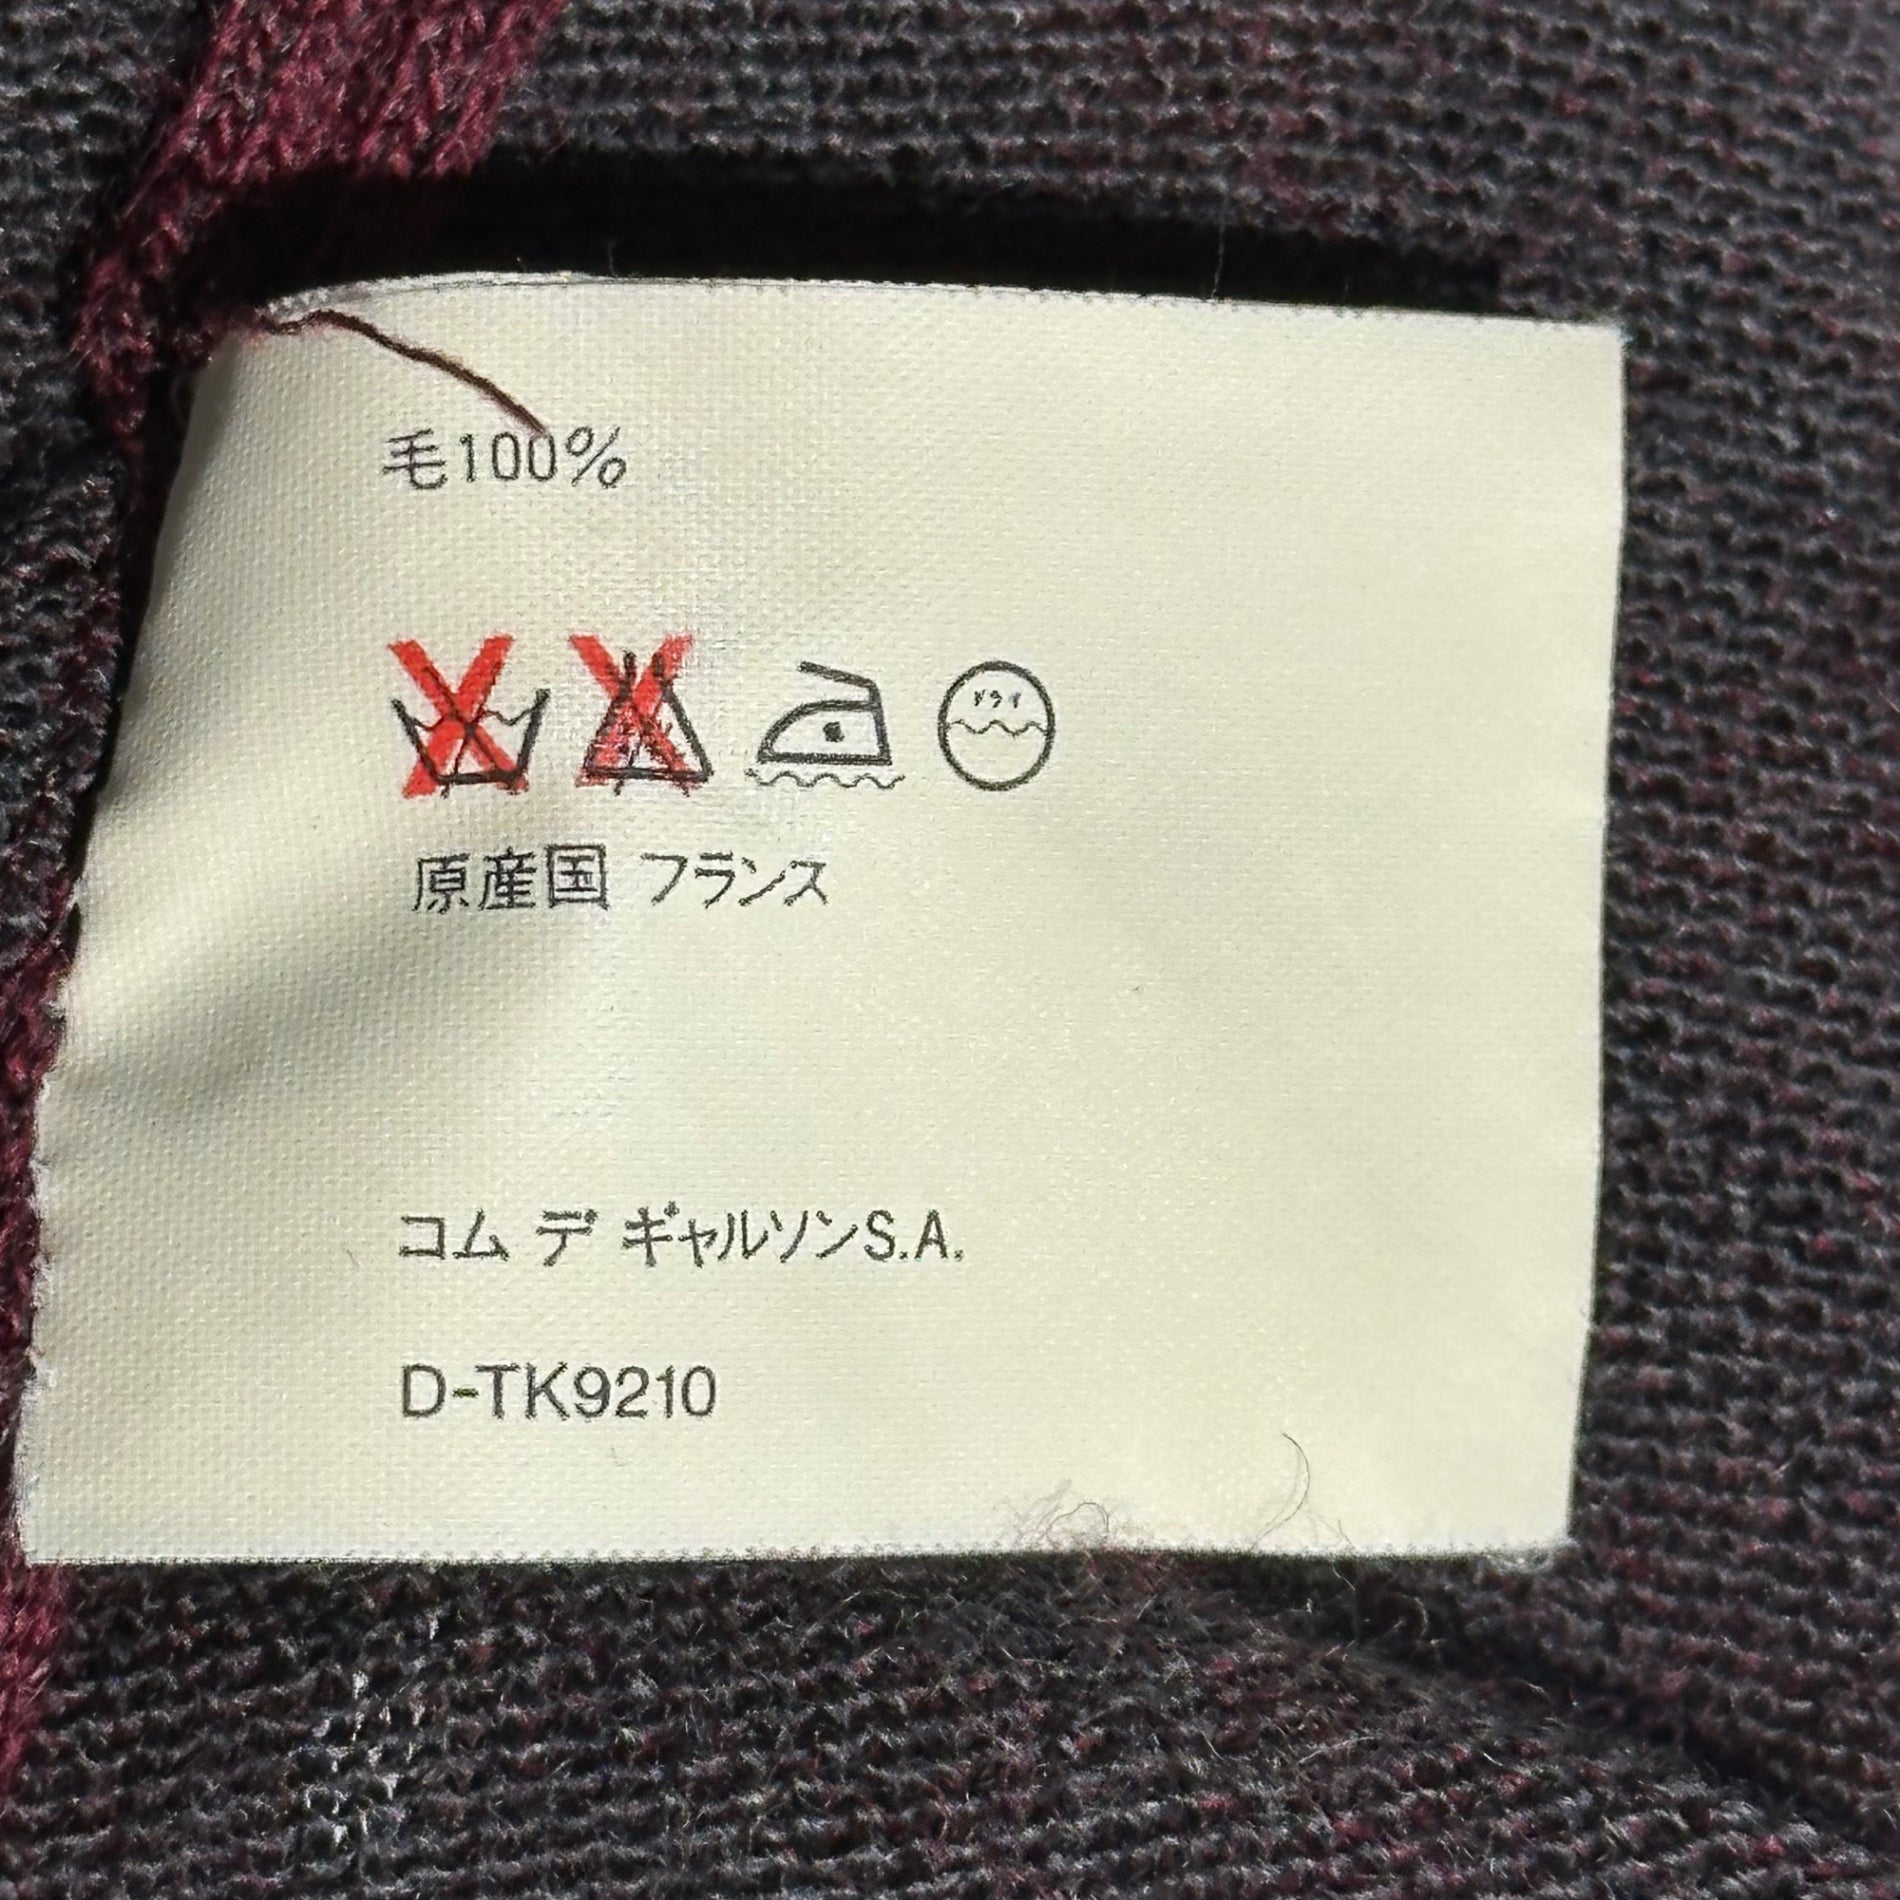 毛100%
ドライ
原産国 フランス
コム デ ギャルソンS.A.
D-TK9210